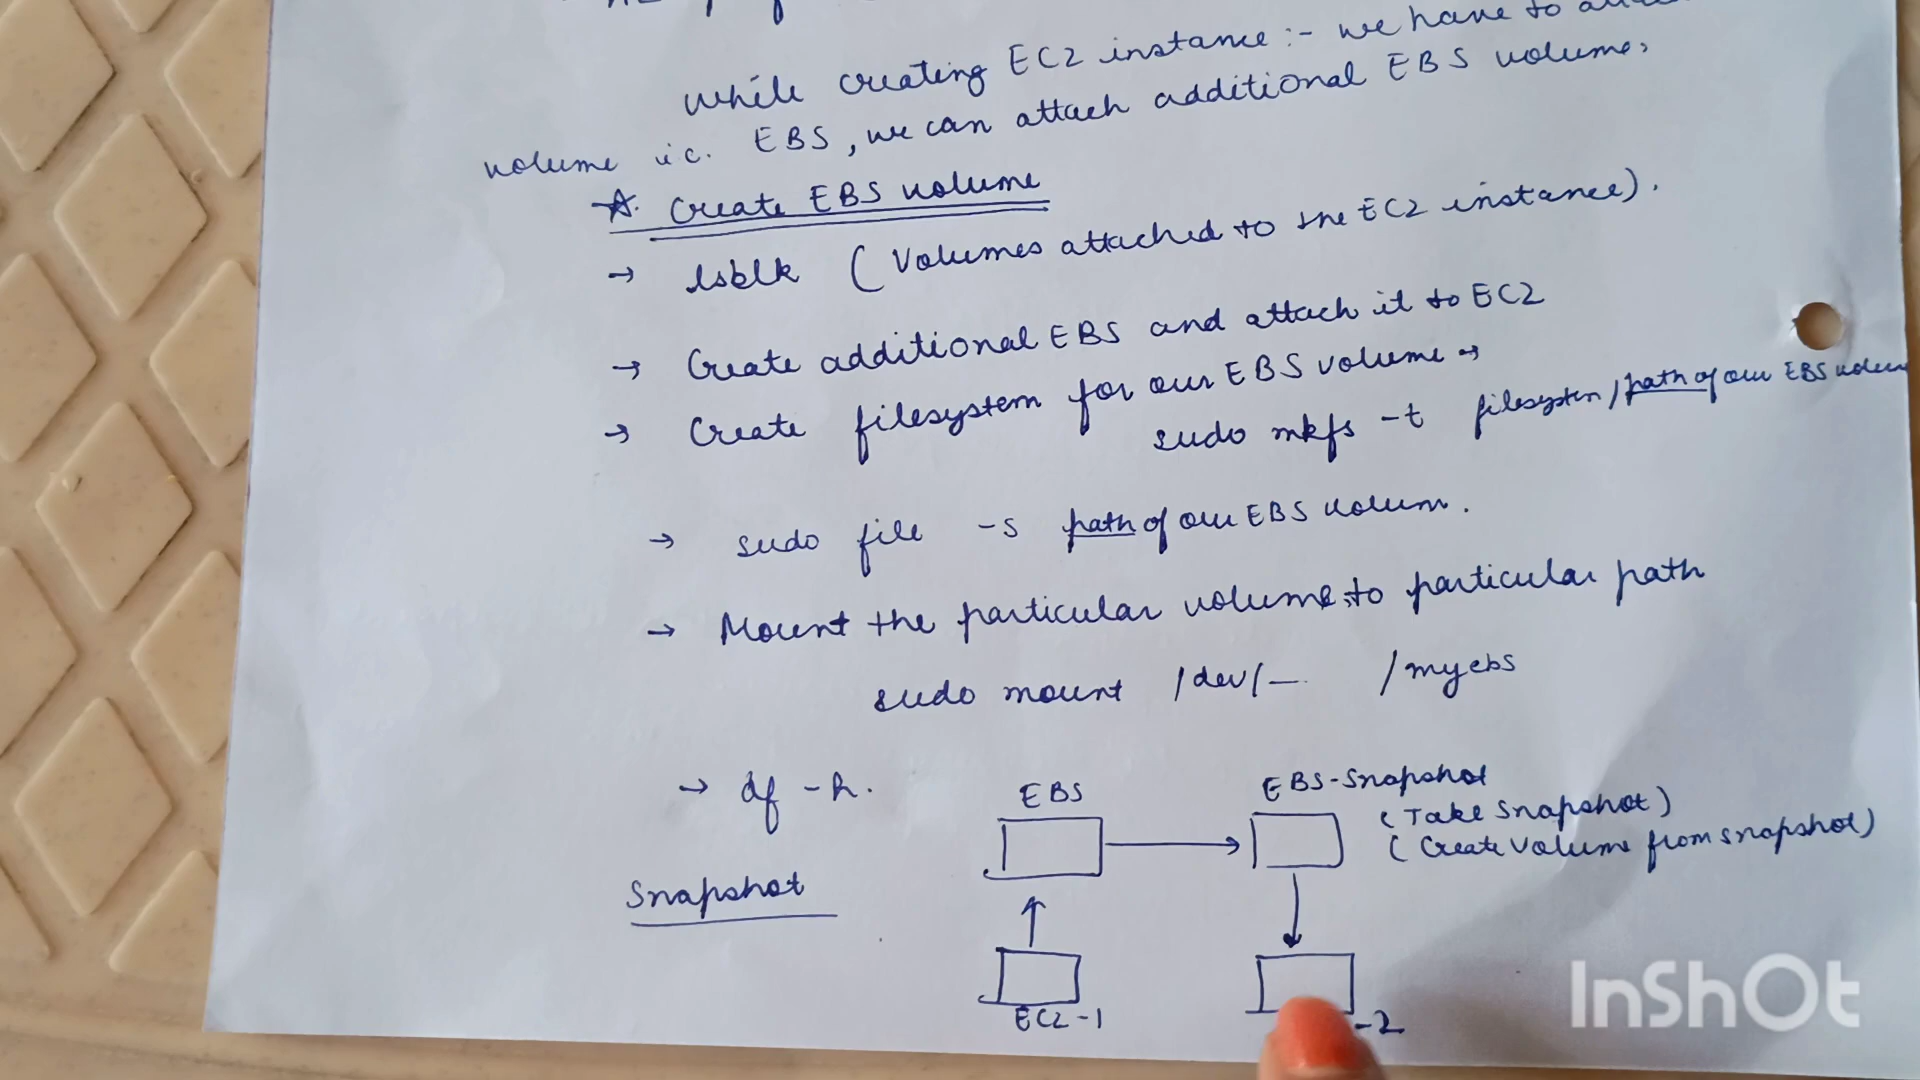 while creating EC2 instance :- we have to
volume i.e. EBS, we can attach additional EBS volume.
☆. Create EBS volume
→ lsblk ( Volumes attached to the EC2 instance).
→ Create additional EBS and attach it to EC2
→ Create filesystem for our EBS volume →
sudo mkfs -t filesystem / path of our EBS volum
→ sudo file -s path of our EBS volum.
→ Mount the particular volume to particular path
sudo mount /dev/—. /myebs
→ df -h.
EBS
EBS-Snapshot
(Take Snapshot)
(Create Volume from snapshot)
Snapshot
EC2-1
-2
InShOt